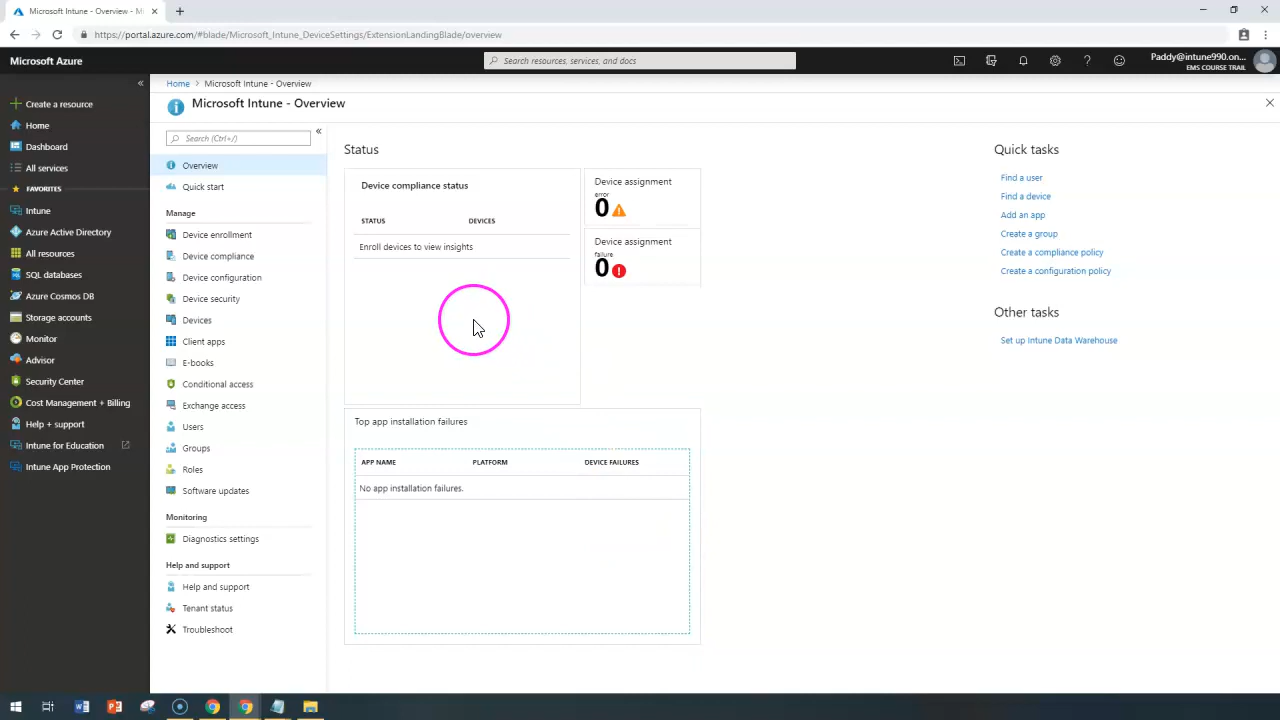 Microsoft Intune - Overview - Mi
https://portal.azure.com/#blade/Microsoft_Intune_DeviceSettings/ExtensionLandingBlade/overview
Microsoft Azure
Search resources, services, and docs
Paddy@intune990.on...
EMS COURSE TRAIL
Create a resource
Home
Dashboard
All services
FAVORITES
Intune
Azure Active Directory
All resources
SQL databases
Azure Cosmos DB
Storage accounts
Monitor
Advisor
Security Center
Cost Management + Billing
Help + support
Intune for Education
Intune App Protection
Home > Microsoft Intune - Overview
Microsoft Intune - Overview
Search (Ctrl+/)
Overview
Quick start
Manage
Device enrollment
Device compliance
Device configuration
Device security
Devices
Client apps
E-books
Conditional access
Exchange access
Users
Groups
Roles
Software updates
Monitoring
Diagnostics settings
Help and support
Help and support
Tenant status
Troubleshoot
Status
Device compliance status
STATUS DEVICES
Enroll devices to view insights
Device assignment
error
0
Device assignment
failure
0
Top app installation failures
APP NAME PLATFORM DEVICE FAILURES
No app installation failures.
Quick tasks
Find a user
Find a device
Add an app
Create a group
Create a compliance policy
Create a configuration policy
Other tasks
Set up Intune Data Warehouse